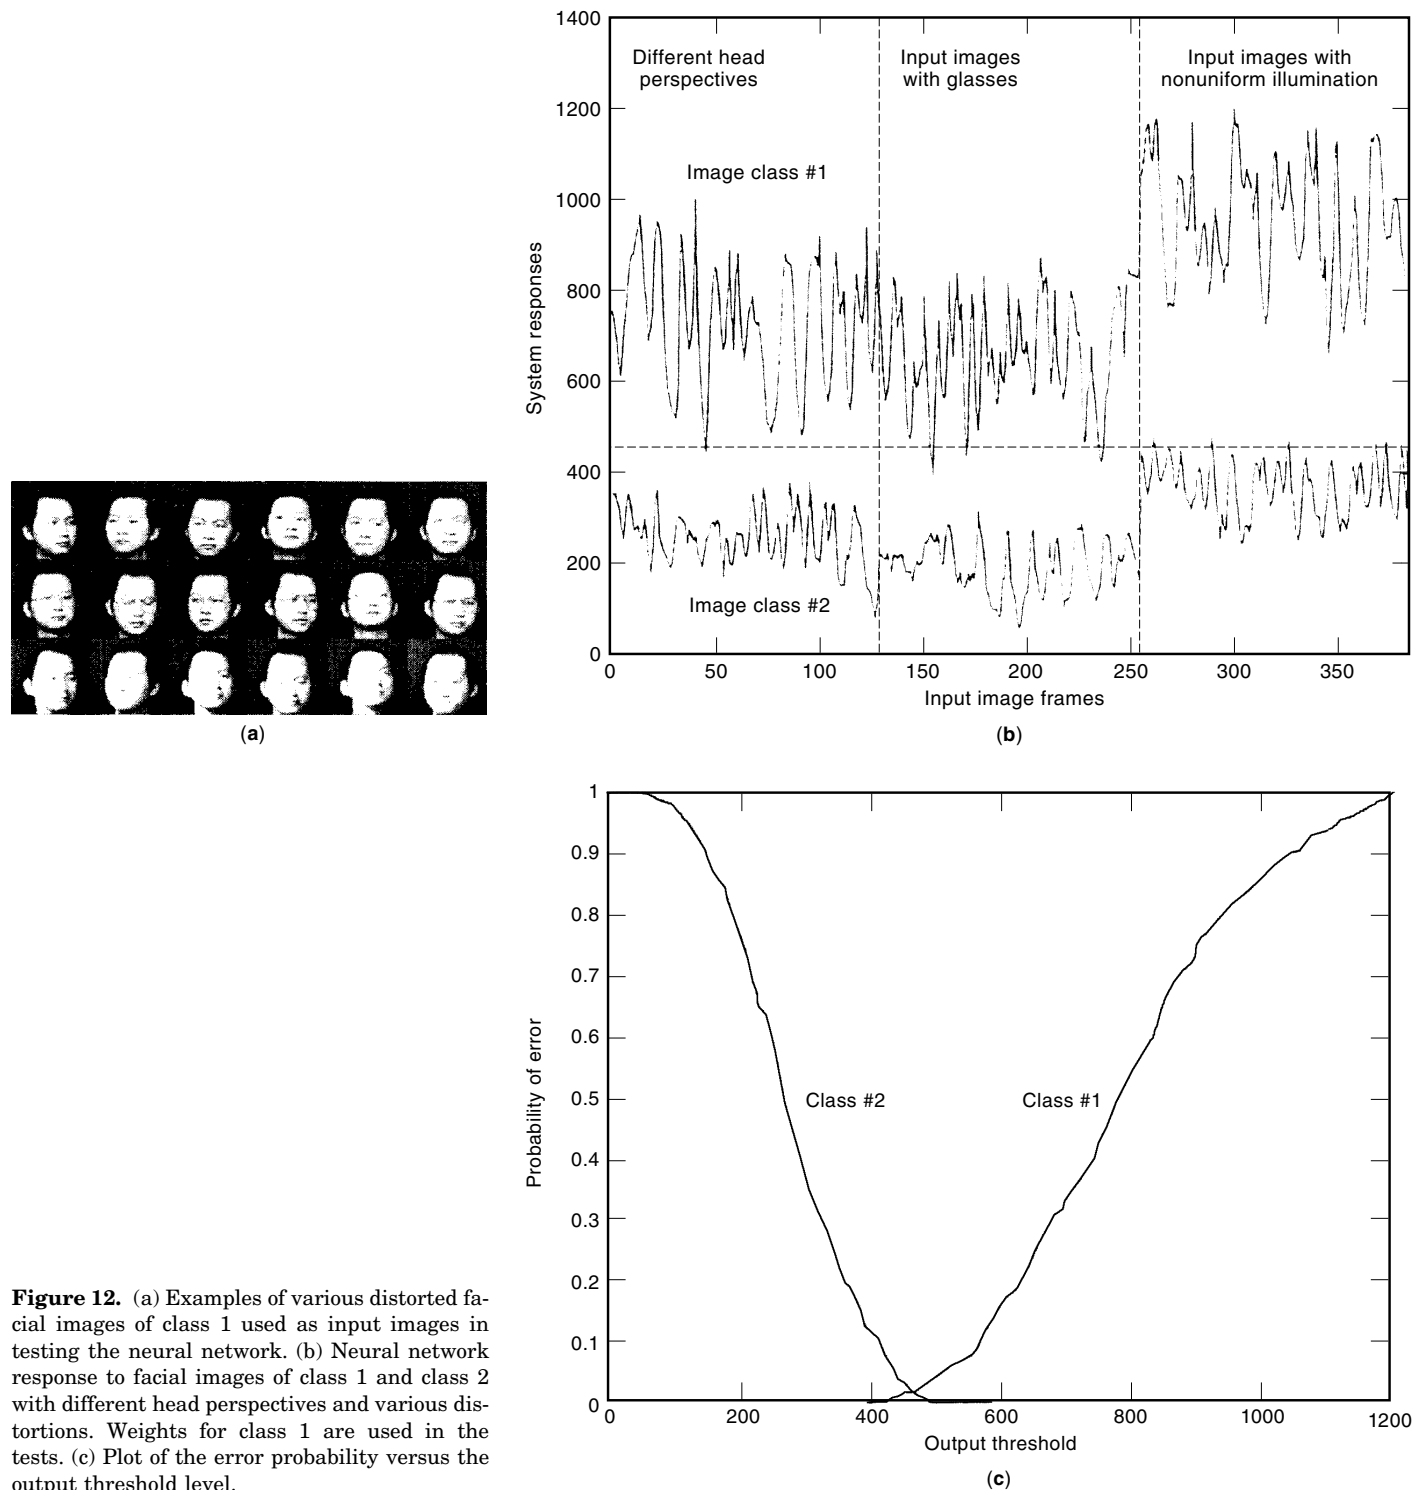 1400
1200
1000
800
600
400
200
0
System responses
Different head
perspectives
Input images
with glasses
Input images with
nonuniform illumination
Image class #1
Image class #2
0 50 100 150 200 250 300 350
Input image frames
(a)
(b)
1
0.9
0.8
0.7
0.6
0.5
0.4
0.3
0.2
0.1
0
Probability of error
Class #2
Class #1
0 200 400 600 800 1000 1200
Output threshold
(c)
Figure 12. (a) Examples of various distorted fa-
cial images of class 1 used as input images in
testing the neural network. (b) Neural network
response to facial images of class 1 and class 2
with different head perspectives and various dis-
tortions. Weights for class 1 are used in the
tests. (c) Plot of the error probability versus the
output threshold level.